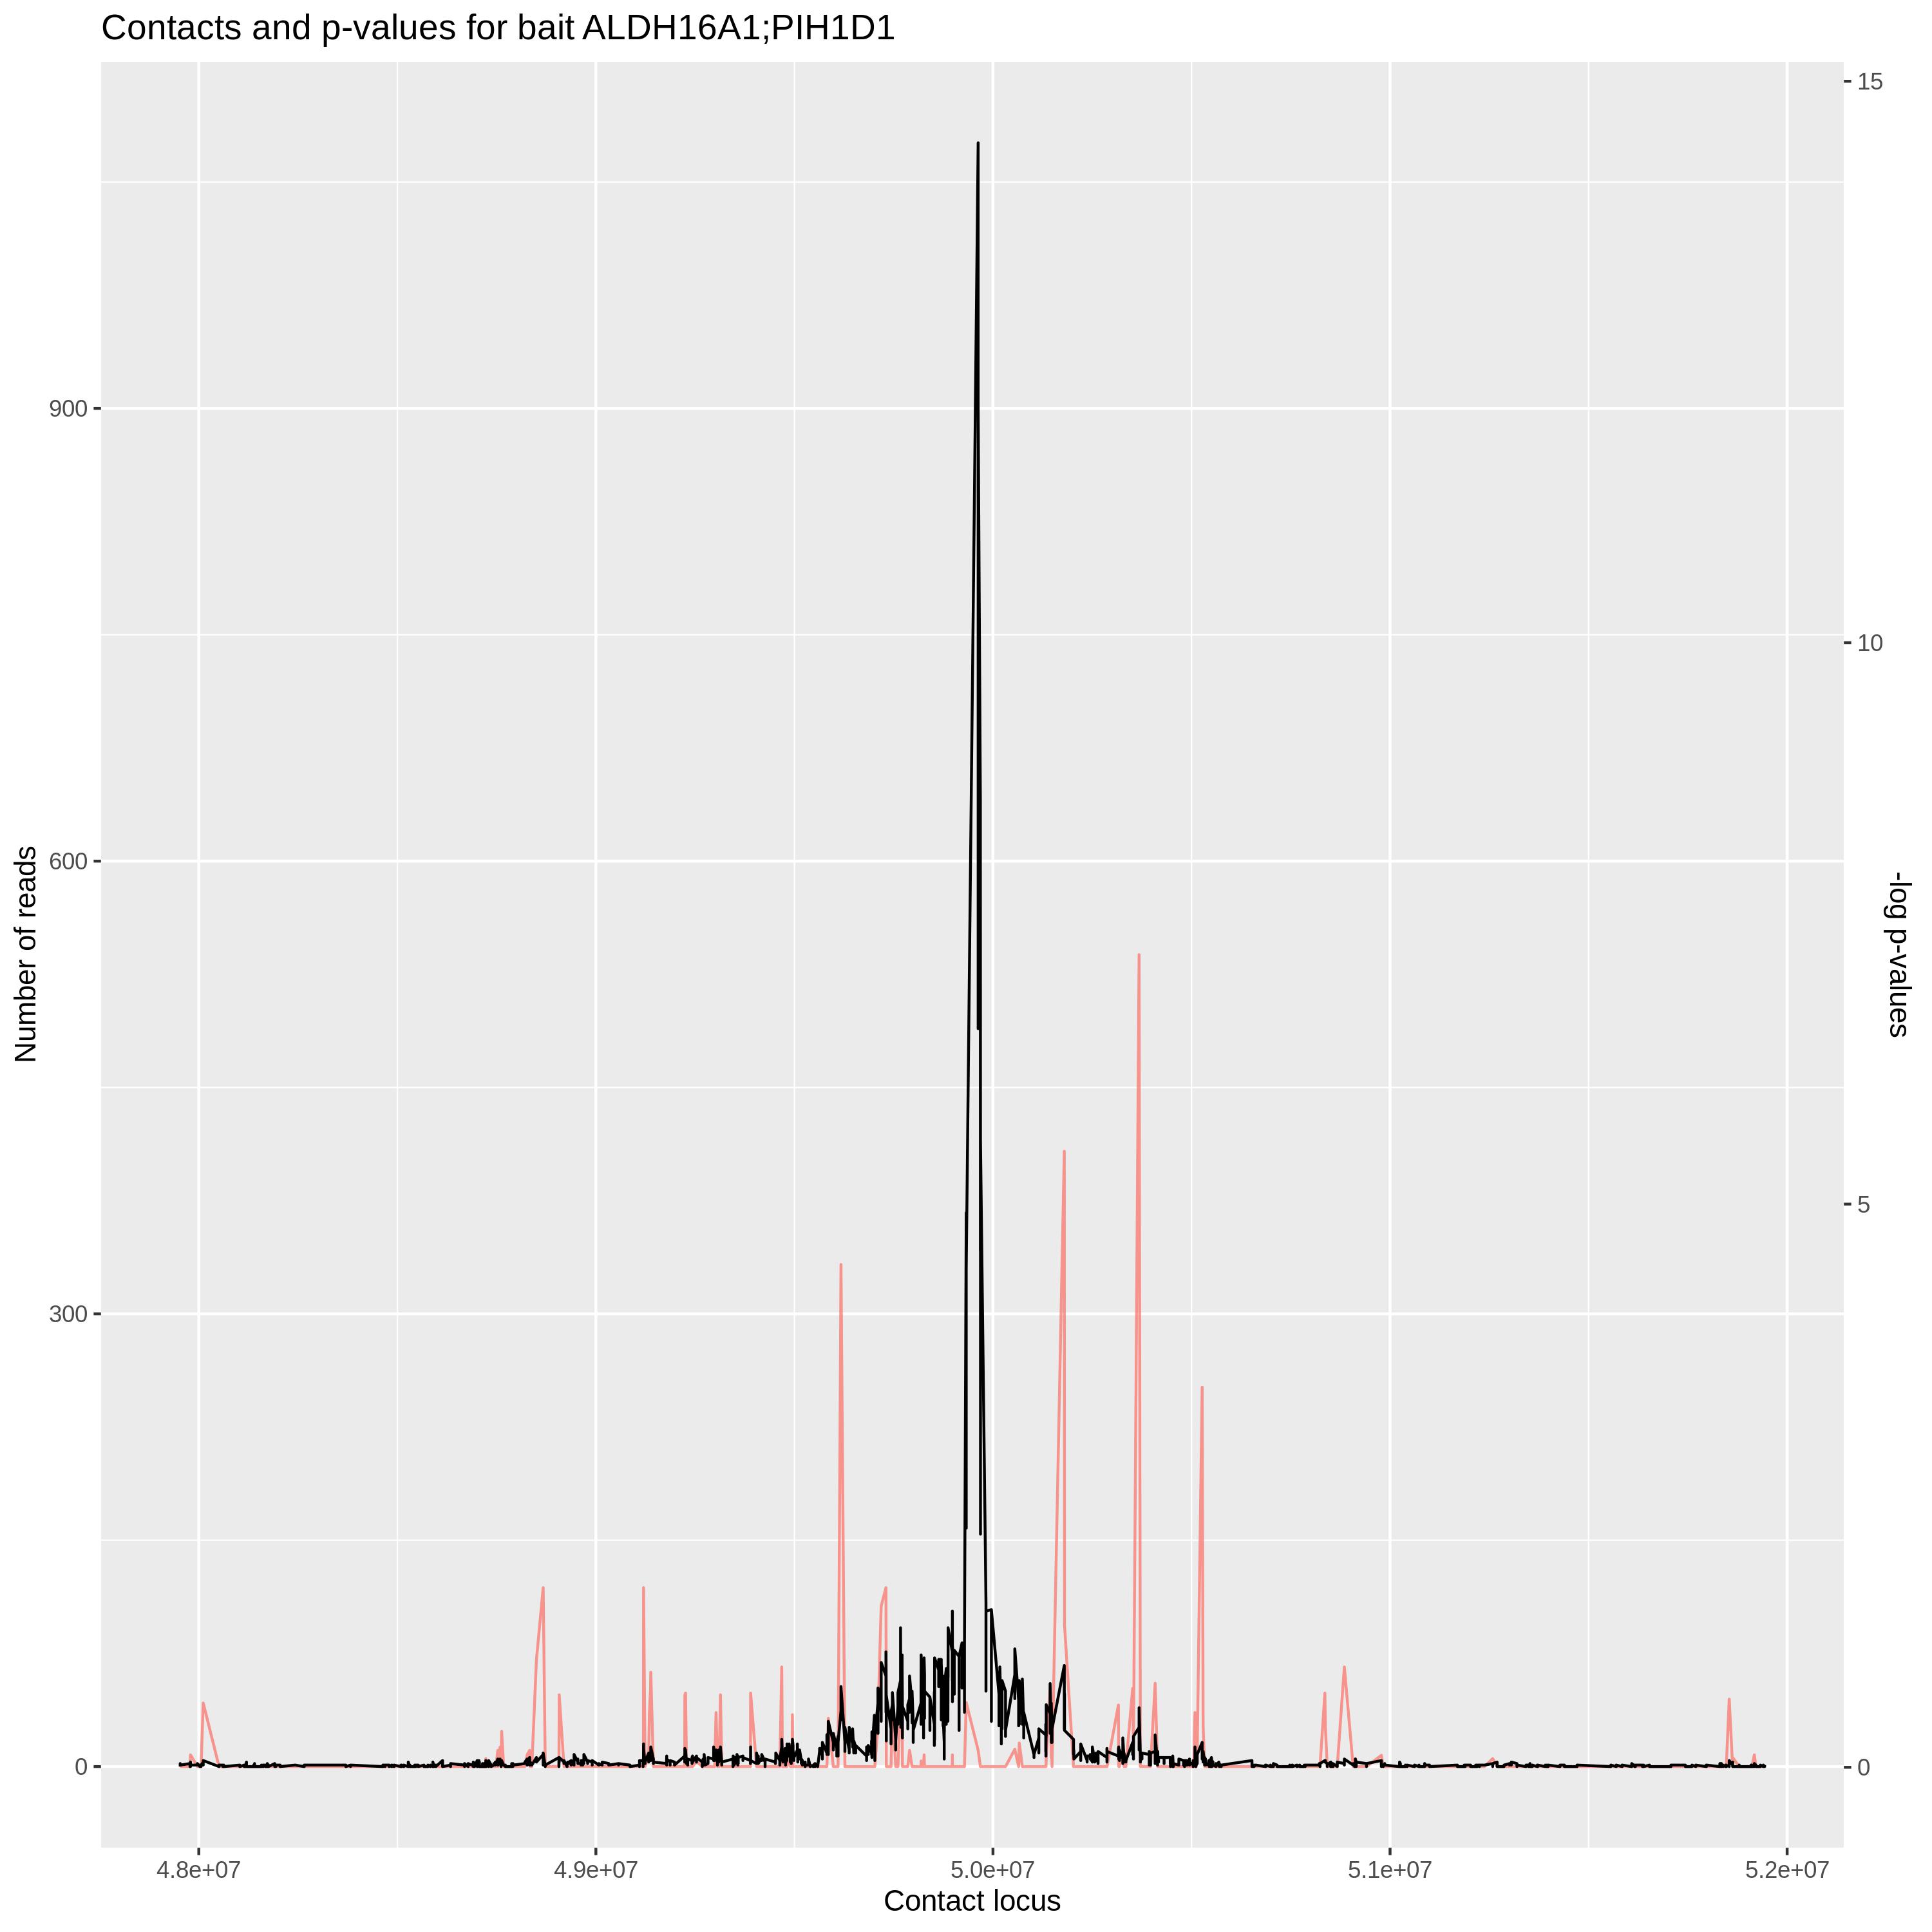 Contacts and p-values for bait ALDH16A1;PIH1D1
15
900
10
600
Number of reads
-log p-values
5
300
0
0
4.8e+07
4.9e+07
5.0e+07
5.1e+07
5.2e+07
Contact locus